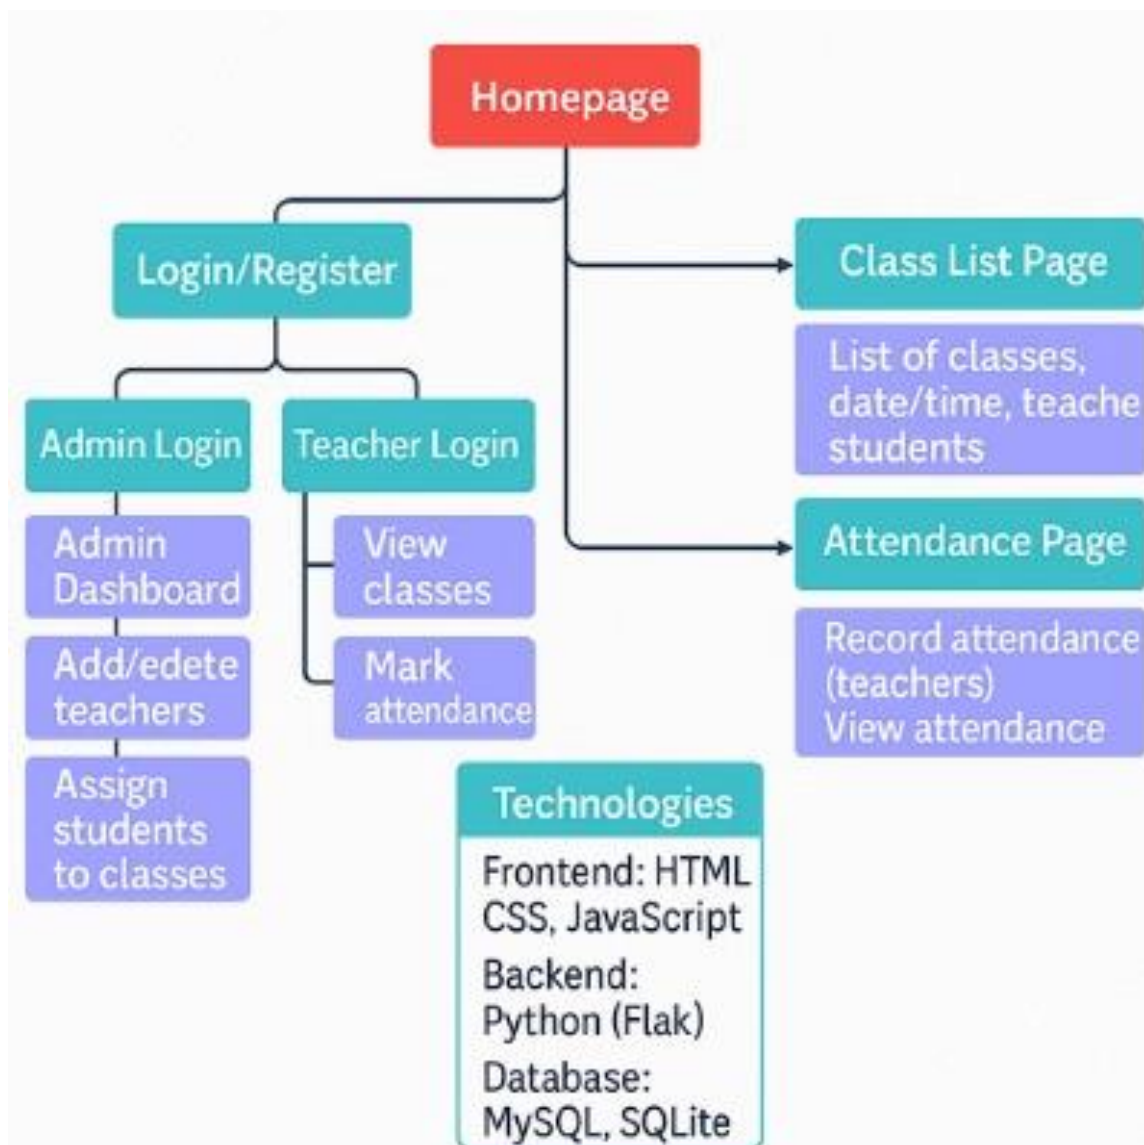 Homepage
Login/Register
Admin Login
Admin
Dashboard
Add/edete
teachers
Assign
students
to classes
Teacher Login
View
classes
Mark
attendance
Class List Page
List of classes,
date/time, teache
students
Attendance Page
Record attendance
(teachers)
View attendance
Technologies
Frontend: HTML
CSS, JavaScript
Backend:
Python (Flak)
Database:
MySQL, SQLite